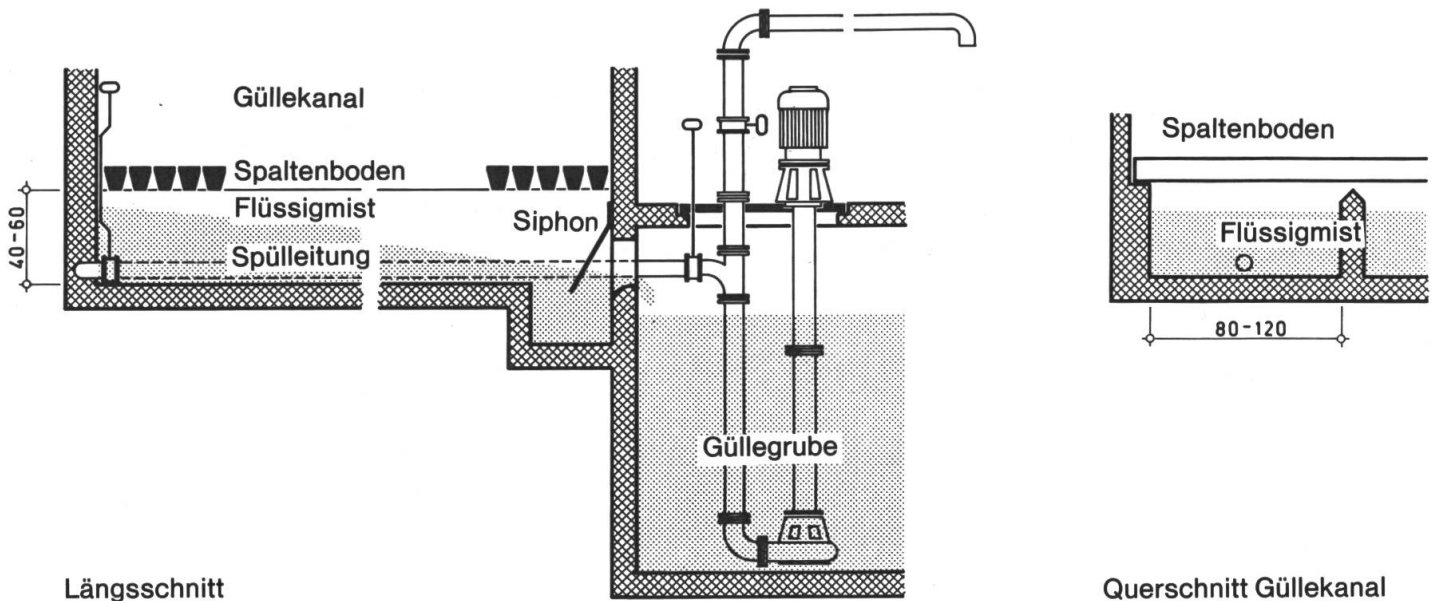 Güllekanal
Spaltenboden
Flüssigmist
Spülleitung
40-60
Siphon
Güllegrube
Längsschnitt
Spaltenboden
Flüssigmist
80-120
Querschnitt Güllekanal